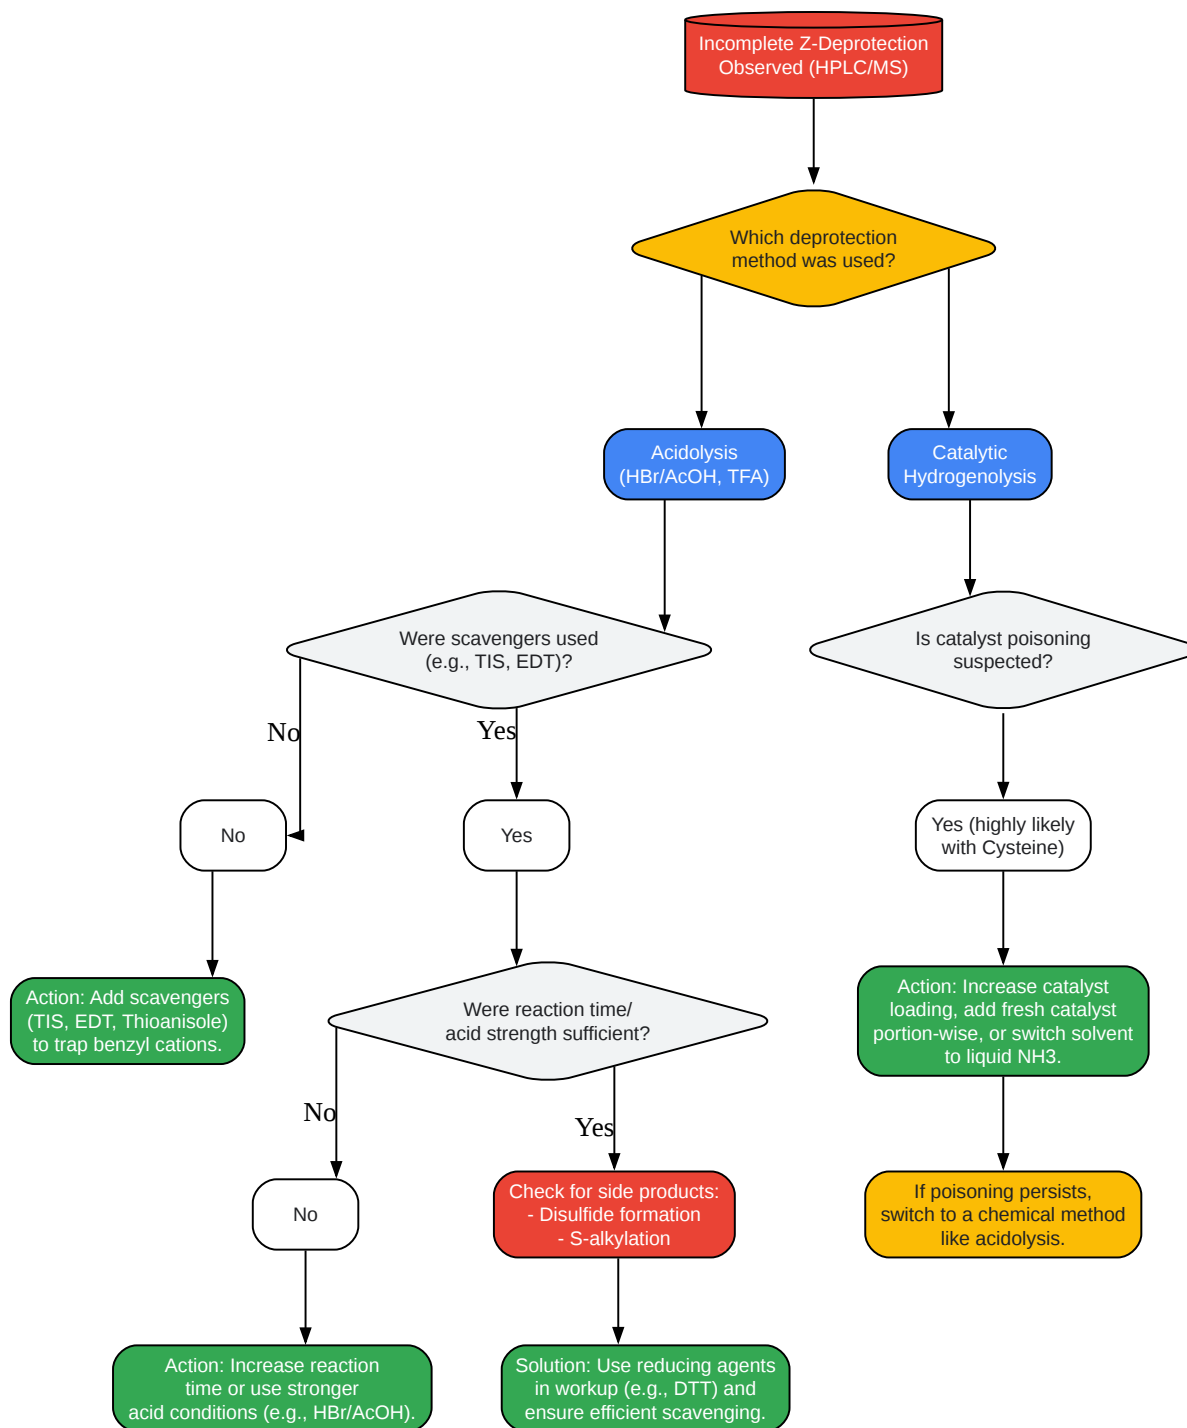 Incomplete Z-Deprotection
Observed (HPLC/MS)
Which deprotection
method was used?
Acidolysis
(HBr/AcOH, TFA)
Catalytic
Hydrogenolysis
Were scavengers used
(e.g., TIS, EDT)?
Is catalyst poisoning
suspected?
No
Yes
No
Yes
Yes (highly likely
with Cysteine)
Action: Add scavengers
(TIS, EDT, Thioanisole)
to trap benzyl cations.
Were reaction time/
acid strength sufficient?
Action: Increase catalyst
loading, add fresh catalyst
portion-wise, or switch solvent
to liquid NH3.
No
Yes
No
Check for side products:
- Disulfide formation
- S-alkylation
If poisoning persists,
switch to a chemical method
like acidolysis.
Action: Increase reaction
time or use stronger
acid conditions (e.g., HBr/AcOH).
Solution: Use reducing agents
in workup (e.g., DTT) and
ensure efficient scavenging.